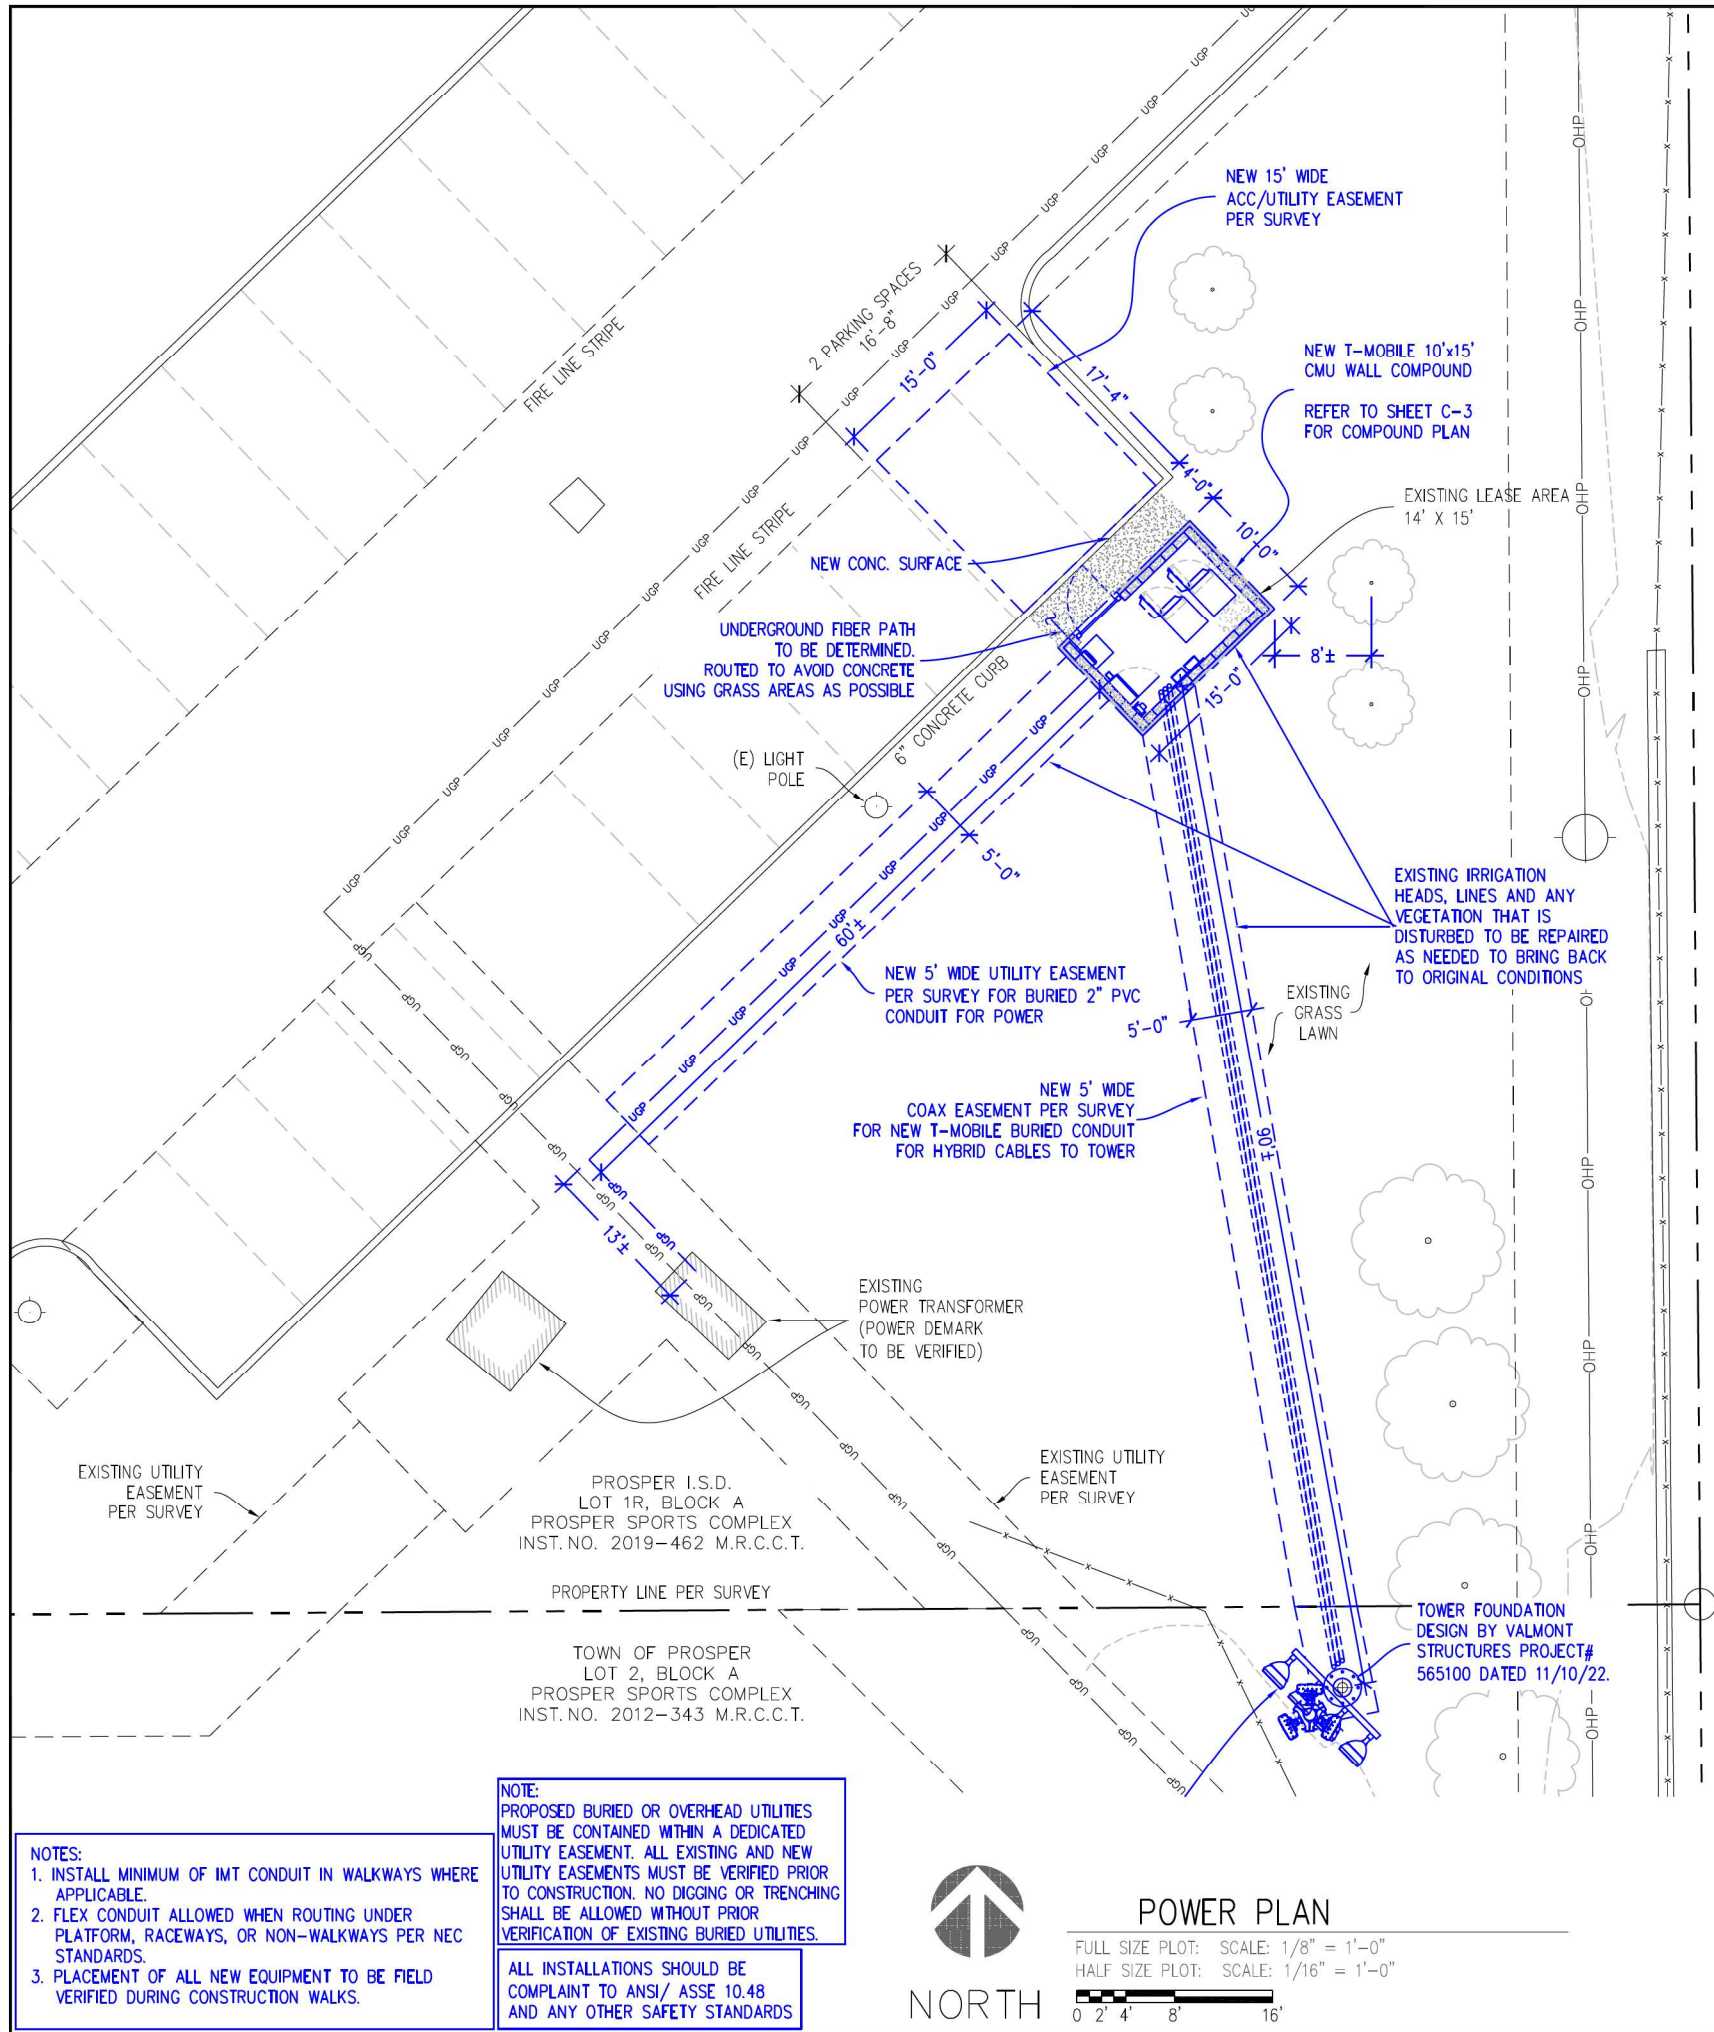 NEW 15' WIDE
ACC/UTILITY EASEMENT
PER SURVEY
2 PARKING SPACES
16'-8"
15'-0"
17'-4"
FIRE LINE STRIPE
NEW T-MOBILE 10'x15'
CMU WALL COMPOUND
REFER TO SHEET C-3
FOR COMPOUND PLAN
4'-0"
10'-0"
EXISTING LEASE AREA
14' X 15'
FIRE LINE STRIPE
NEW CONC. SURFACE
UNDERGROUND FIBER PATH
TO BE DETERMINED.
ROUTED TO AVOID CONCRETE
USING GRASS AREAS AS POSSIBLE
8'±
15'-0"
6" CONCRETE CURB
(E) LIGHT
POLE
5'-0"
EXISTING IRRIGATION
HEADS, LINES AND ANY
VEGETATION THAT IS
DISTURBED TO BE REPAIRED
AS NEEDED TO BRING BACK
TO ORIGINAL CONDITIONS
60'±
NEW 5' WIDE UTILITY EASEMENT
PER SURVEY FOR BURIED 2" PVC
CONDUIT FOR POWER
EXISTING
GRASS
LAWN
5'-0"
NEW 5' WIDE
COAX EASEMENT PER SURVEY
FOR NEW T-MOBILE BURIED CONDUIT
FOR HYBRID CABLES TO TOWER
90'±
13'±
EXISTING
POWER TRANSFORMER
(POWER DEMARK
TO BE VERIFIED)
EXISTING UTILITY
EASEMENT
PER SURVEY
EXISTING UTILITY
EASEMENT
PER SURVEY
PROSPER I.S.D.
LOT 1R, BLOCK A
PROSPER SPORTS COMPLEX
INST. NO. 2019-462 M.R.C.C.T.
PROPERTY LINE PER SURVEY
TOWN OF PROSPER
LOT 2, BLOCK A
PROSPER SPORTS COMPLEX
INST. NO. 2012-343 M.R.C.C.T.
TOWER FOUNDATION
DESIGN BY VALMONT
STRUCTURES PROJECT#
565100 DATED 11/10/22.
UGP
OHP
NOTES:
1. INSTALL MINIMUM OF IMT CONDUIT IN WALKWAYS WHERE
APPLICABLE.
2. FLEX CONDUIT ALLOWED WHEN ROUTING UNDER
PLATFORM, RACEWAYS, OR NON-WALKWAYS PER NEC
STANDARDS.
3. PLACEMENT OF ALL NEW EQUIPMENT TO BE FIELD
VERIFIED DURING CONSTRUCTION WALKS.
NOTE:
PROPOSED BURIED OR OVERHEAD UTILITIES
MUST BE CONTAINED WITHIN A DEDICATED
UTILITY EASEMENT. ALL EXISTING AND NEW
UTILITY EASEMENTS MUST BE VERIFIED PRIOR
TO CONSTRUCTION. NO DIGGING OR TRENCHING
SHALL BE ALLOWED WITHOUT PRIOR
VERIFICATION OF EXISTING BURIED UTILITIES.
ALL INSTALLATIONS SHOULD BE
COMPLAINT TO ANSI/ ASSE 10.48
AND ANY OTHER SAFETY STANDARDS
NORTH
POWER PLAN
FULL SIZE PLOT: SCALE: 1/8" = 1'-0"
HALF SIZE PLOT: SCALE: 1/16" = 1'-0"
0 2' 4' 8' 16'